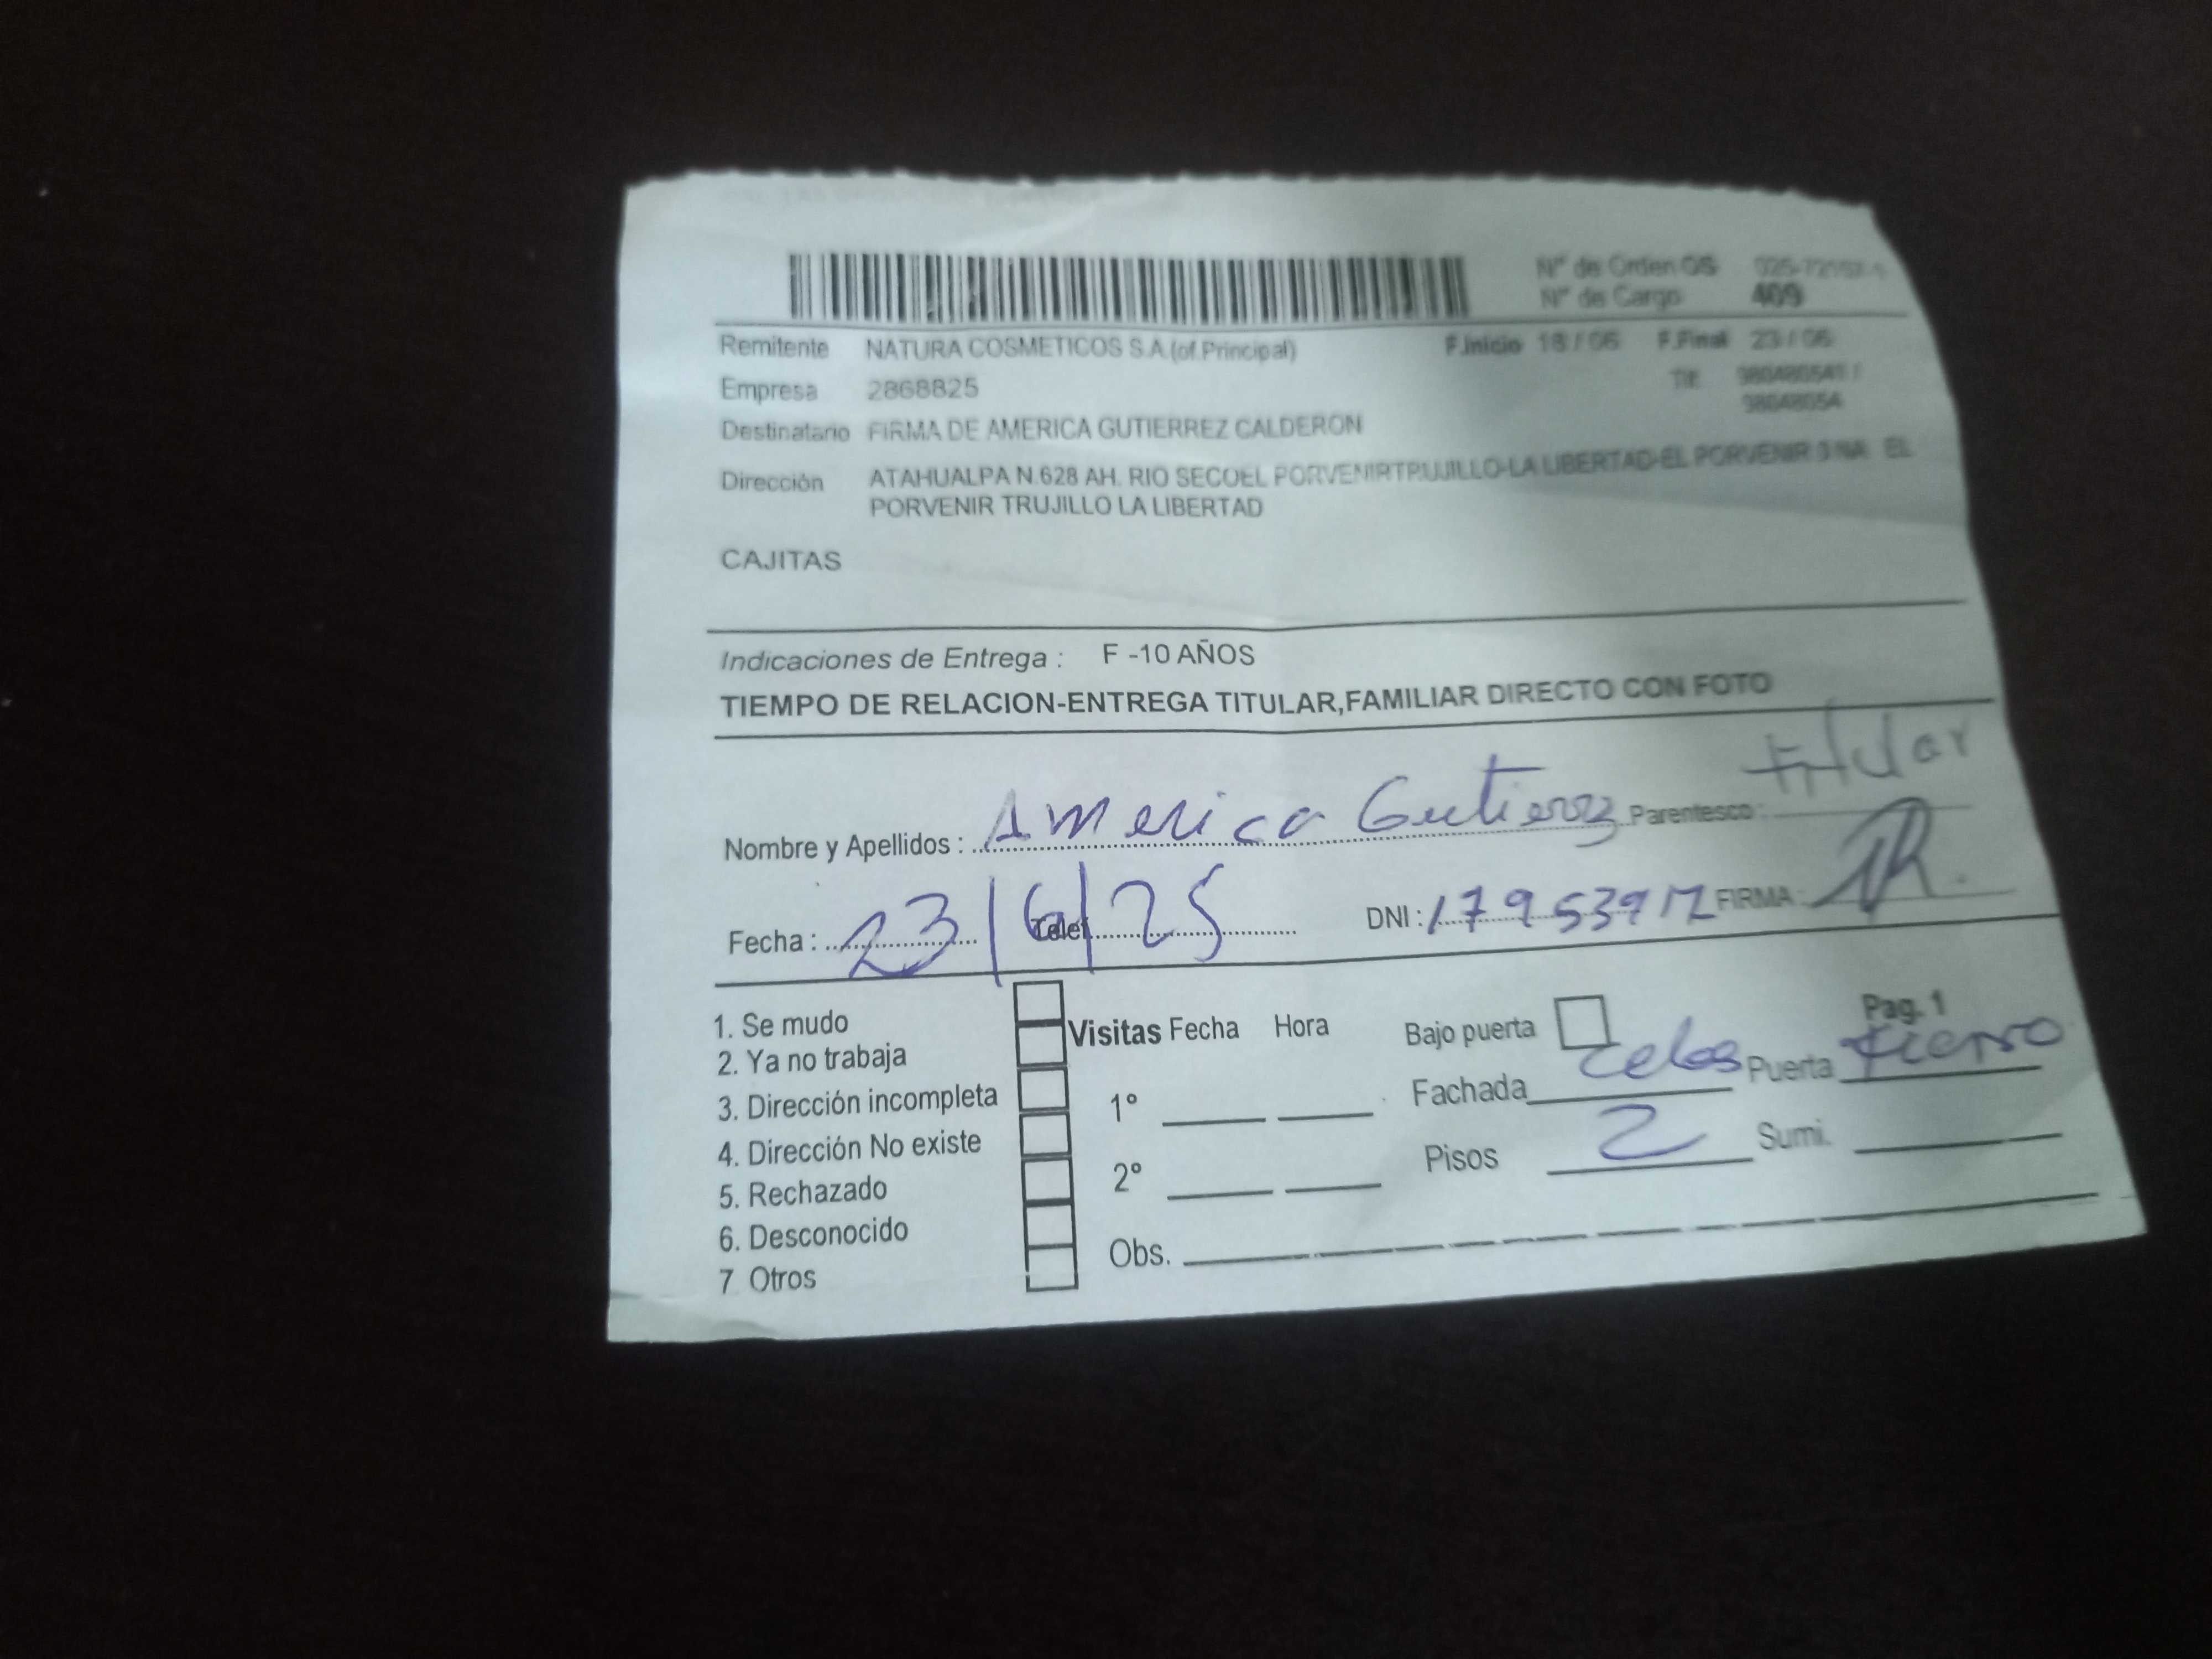 N° de Orden OS
N° de Cargo 409
Remitente NATURA COSMETICOS S.A.(of.Principal) F.Inicio 18 / 06 F.Final 23 / 06
Empresa 2868825 Tlf.
Destinatario FIRMA DE AMERICA GUTIERREZ CALDERON
Dirección ATAHUALPA N.628 AH. RIO SECOEL PORVENIRTRUJILLO-LA LIBERTAD-EL PORVENIR EL
PORVENIR TRUJILLO LA LIBERTAD
CAJITAS
Indicaciones de Entrega : F -10 AÑOS
TIEMPO DE RELACION-ENTREGA TITULAR,FAMILIAR DIRECTO CON FOTO
Nombre y Apellidos : America Gutierrez Parentesco : titular
Fecha : 23/6/25 Telef. DNI : FIRMA :
Pag. 1
1. Se mudo Visitas Fecha Hora Bajo puerta
2. Ya no trabaja Fachada Puerta
3. Dirección incompleta 1°
4. Dirección No existe Pisos 2 Sumi.
5. Rechazado 2°
6. Desconocido Obs.
7 Otros